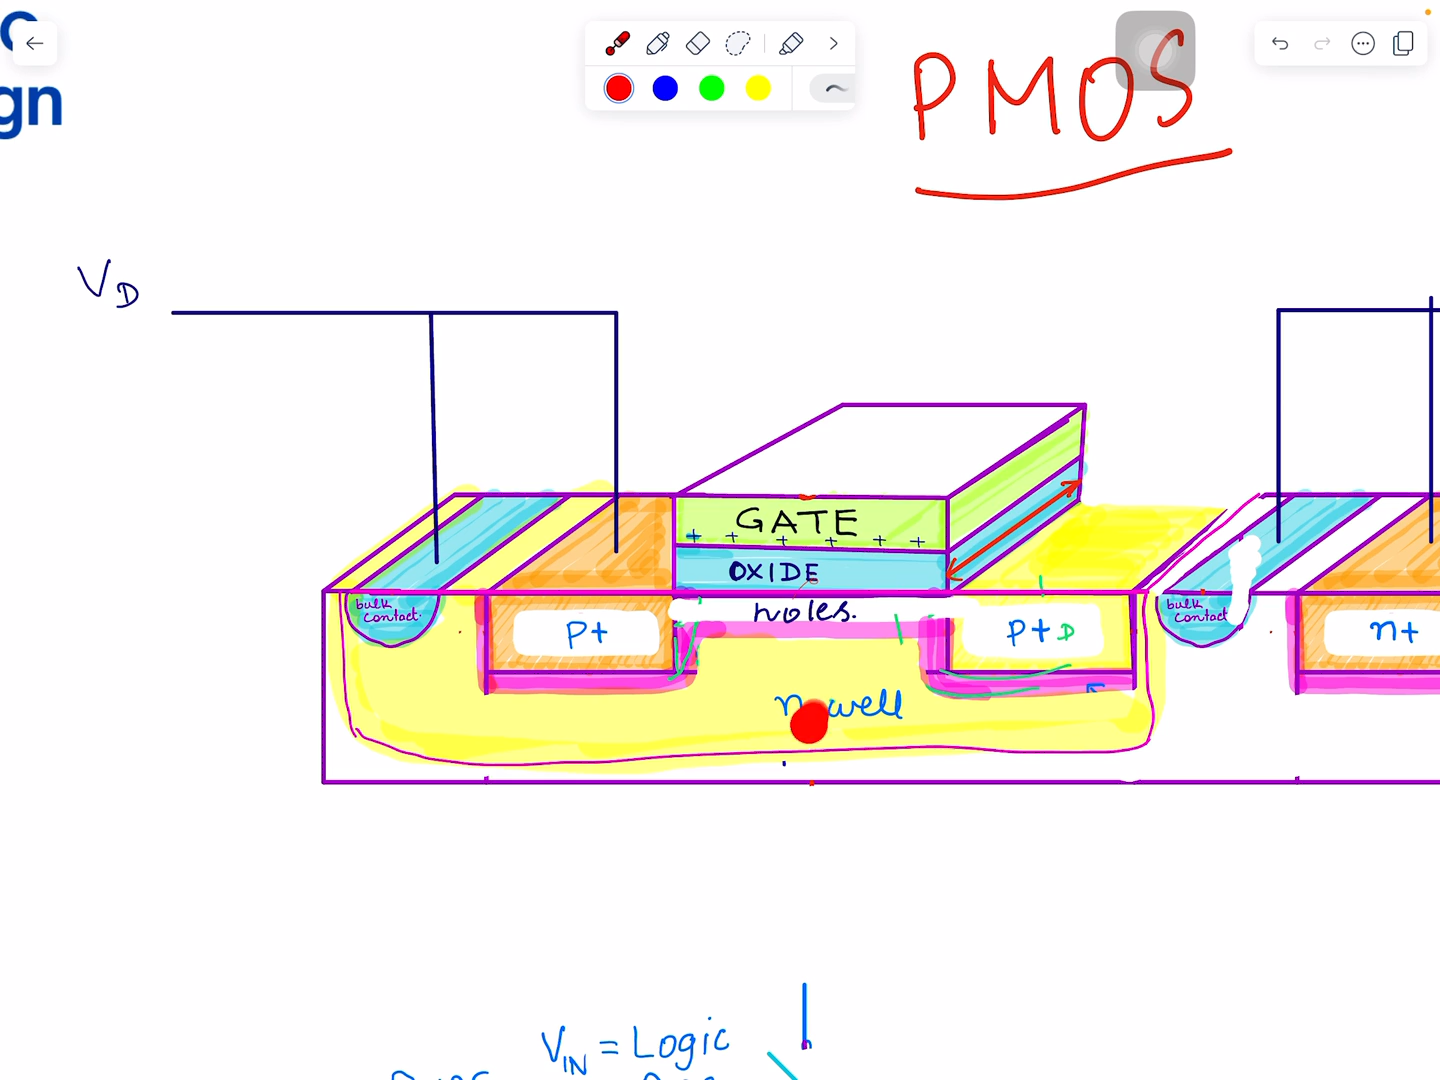 gn
PMOS
VD
GATE
+ + + + + +
OXIDE
holes.
bulk contact.
p+
p+ D
bulk contact
n+
well
VIN = Logic